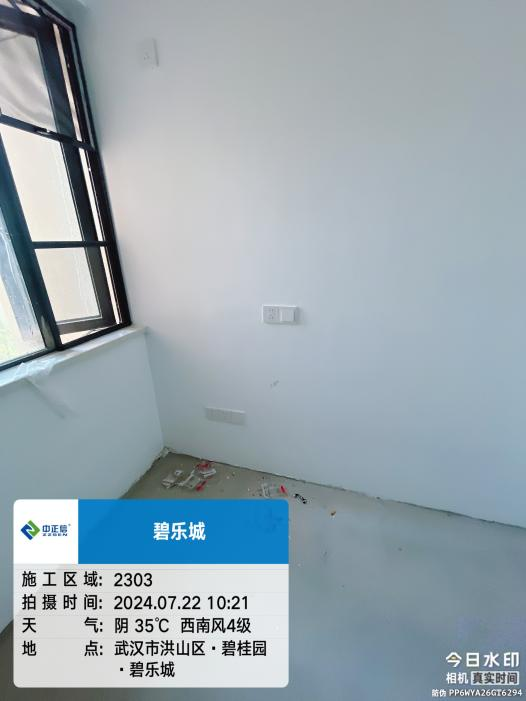 中正信®
ZZSEN
碧乐城
施工区域: 2303
拍摄时间: 2024.07.22 10:21
天 气: 阴 35℃ 西南风4级
地 点: 武汉市洪山区·碧桂园
·碧乐城
今日水印
相机 真实时间
防伪 PP6WYA26GT6294